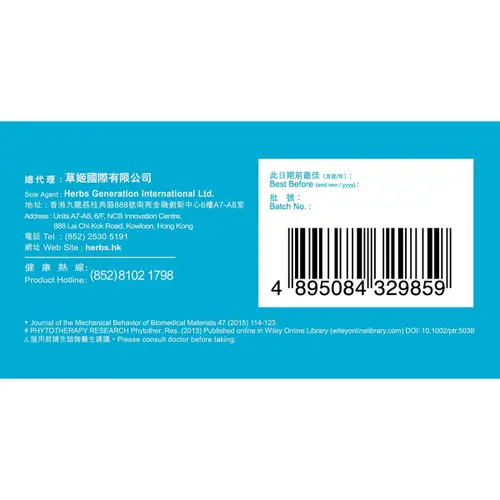 總代理：草姬國際有限公司
Sole Agent : Herbs Generation International Ltd.
地址 : 香港九龍荔枝角區888號南商金融創新中心6樓A7-A8室
Address : Units A7-A8, 6/F, NCB Innovation Centre,
888 Lai Chi Kok Road, Kowloon, Hong Kong
電話 Tel : (852) 2530 5191
網址 Web Site : herbs.hk
健康熱線:
Product Hotline: (852)8102 1798
此日期前最佳 (月底/年) :
Best Before (end mm / yyyy) :
批 號 :
Batch No. :
4 895084 329859
* Journal of the Mechanical Behavior of Biomedical Materials 47 (2015) 114-123
# PHYTOTHERAPY RESEARCH Phytother. Res. (2013) published online in Wiley Online Library (wileyonlinelibrary.com) DOI: 10.1002/ptr.5038
△ 服用前請先諮詢醫生建議。Please consult doctor before taking.